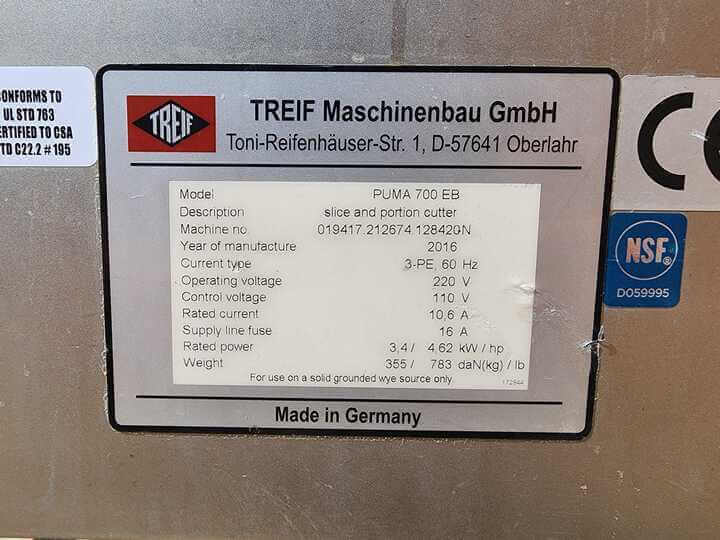 CONFORMS TO
UL STD 763
CERTIFIED TO CSA
STD C22.2 # 195
TREIF
TREIF Maschinenbau GmbH
Toni-Reifenhäuser-Str. 1, D-57641 Oberlahr
Model PUMA 700 EB
Description slice and portion cutter
Machine no. 019417.212674.128420N
Year of manufacture 2016
Current type 3-PE, 60 Hz
Operating voltage 220 V
Control voltage 110 V
Rated current 10,6 A
Supply line fuse 16 A
Rated power 3,4 / 4,62 kW / hp
Weight 355 / 783 daN(kg) / lb
For use on a solid grounded wye source only
172944
Made in Germany
CE
NSF®
D059995